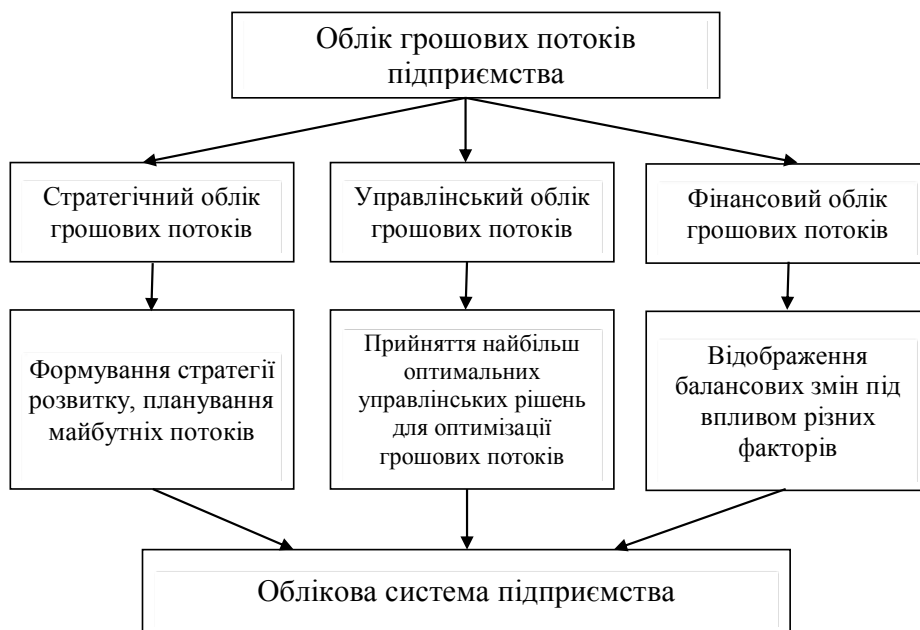 Облік грошових потоків
підприємства
Стратегічний облік
грошових потоків
Управлінський облік
грошових потоків
Фінансовий облік
грошових потоків
Формування стратегії
розвитку, планування
майбутніх потоків
Прийняття найбільш
оптимальних
управлінських рішень
для оптимізації
грошових потоків
Відображення
балансових змін під
впливом різних
факторів
Облікова система підприємства